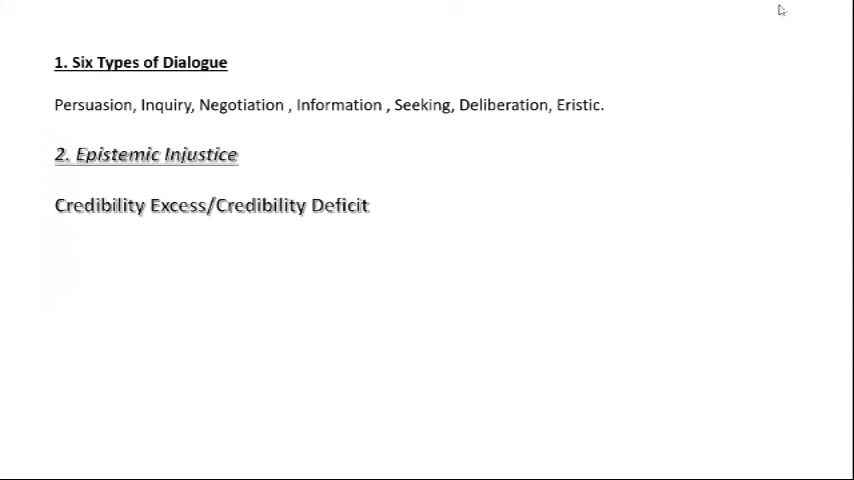 1. Six Types of Dialogue
Persuasion, Inquiry, Negotiation , Information , Seeking, Deliberation, Eristic.
2. Epistemic Injustice
Credibility Excess/Credibility Deficit